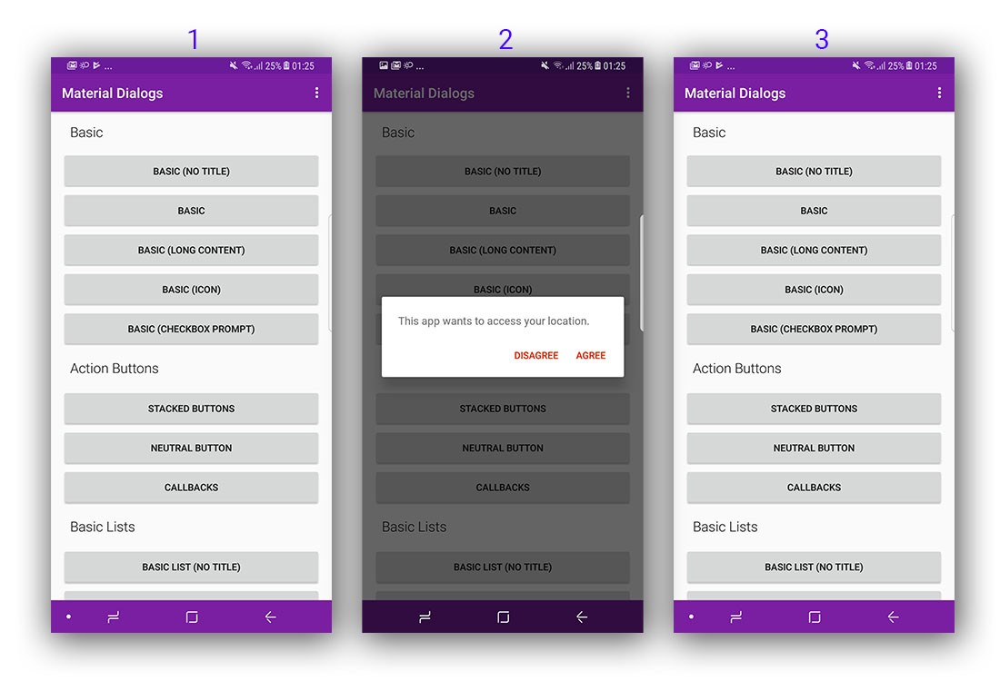 1
... 25% 01:25
Material Dialogs
Basic
BASIC (NO TITLE)
BASIC
BASIC (LONG CONTENT)
BASIC (ICON)
BASIC (CHECKBOX PROMPT)
Action Buttons
STACKED BUTTONS
NEUTRAL BUTTON
CALLBACKS
Basic Lists
BASIC LIST (NO TITLE)
2
... 25% 01:25
Material Dialogs
Basic
BASIC (NO TITLE)
BASIC
BASIC (LONG CONTENT)
BASIC (ICON)
This app wants to access your location.
DISAGREE AGREE
STACKED BUTTONS
NEUTRAL BUTTON
CALLBACKS
Basic Lists
BASIC LIST (NO TITLE)
3
... 25% 01:25
Material Dialogs
Basic
BASIC (NO TITLE)
BASIC
BASIC (LONG CONTENT)
BASIC (ICON)
BASIC (CHECKBOX PROMPT)
Action Buttons
STACKED BUTTONS
NEUTRAL BUTTON
CALLBACKS
Basic Lists
BASIC LIST (NO TITLE)